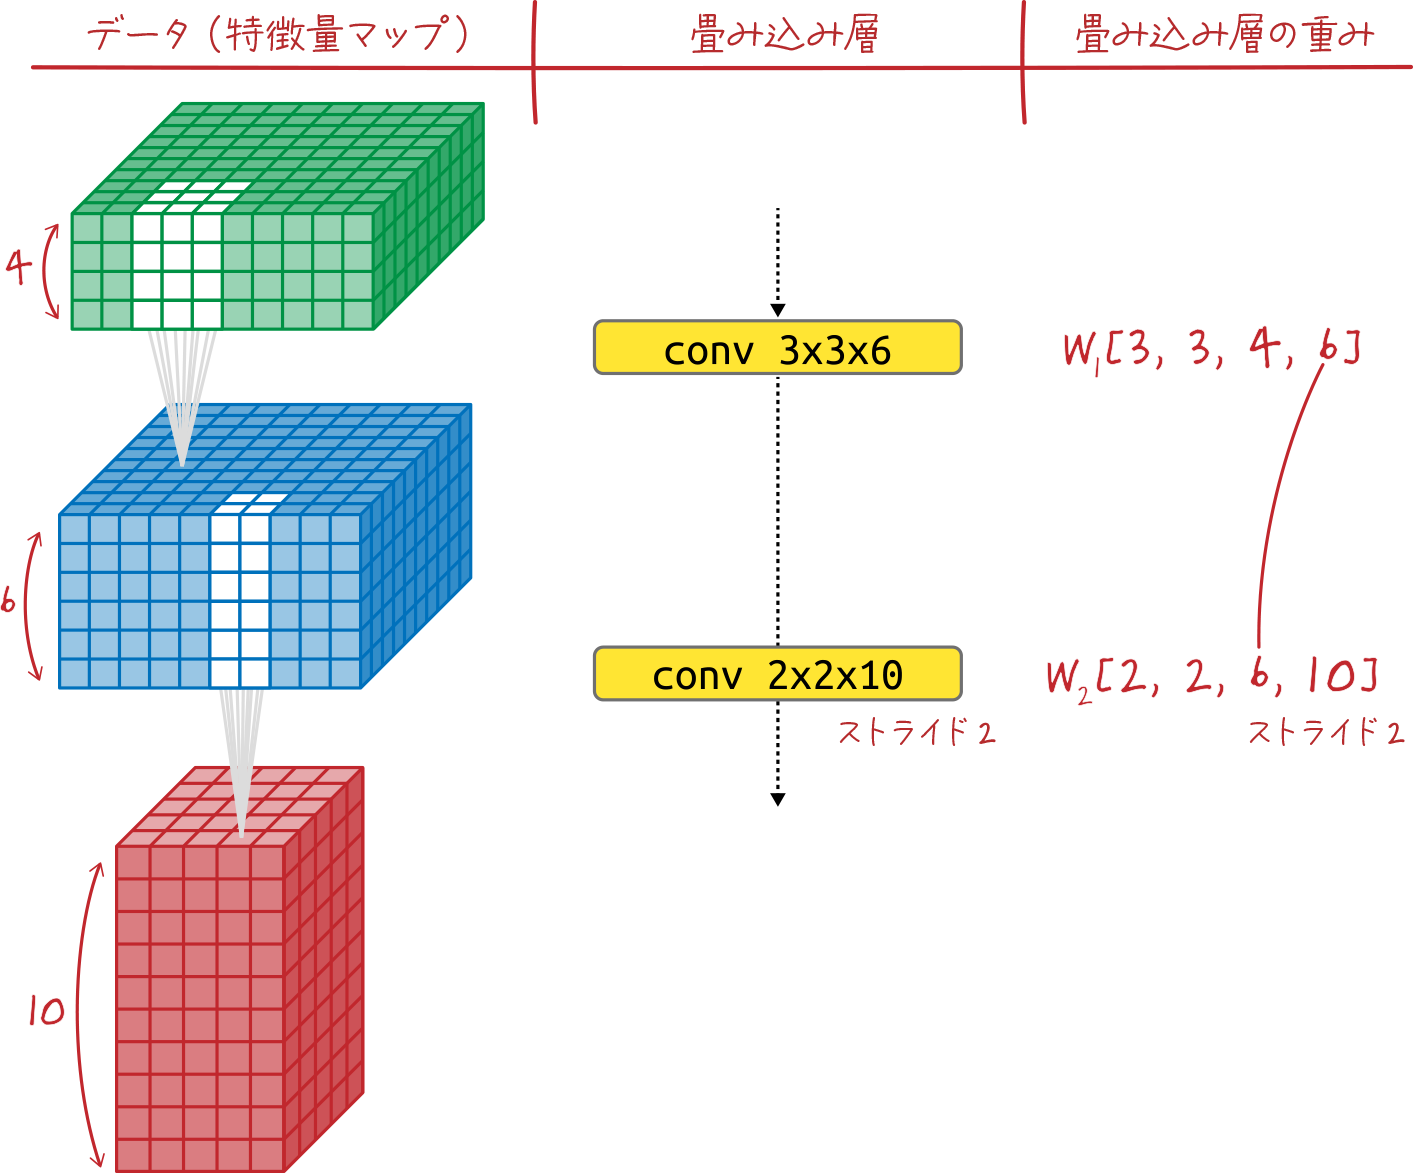 データ（特徴量マップ）
畳み込み層
畳み込み層の重み
4
conv 3x3x6
W₁[3, 3, 4, 6]
6
conv 2x2x10
W₂[2, 2, 6, 10]
ストライド2
ストライド2
10